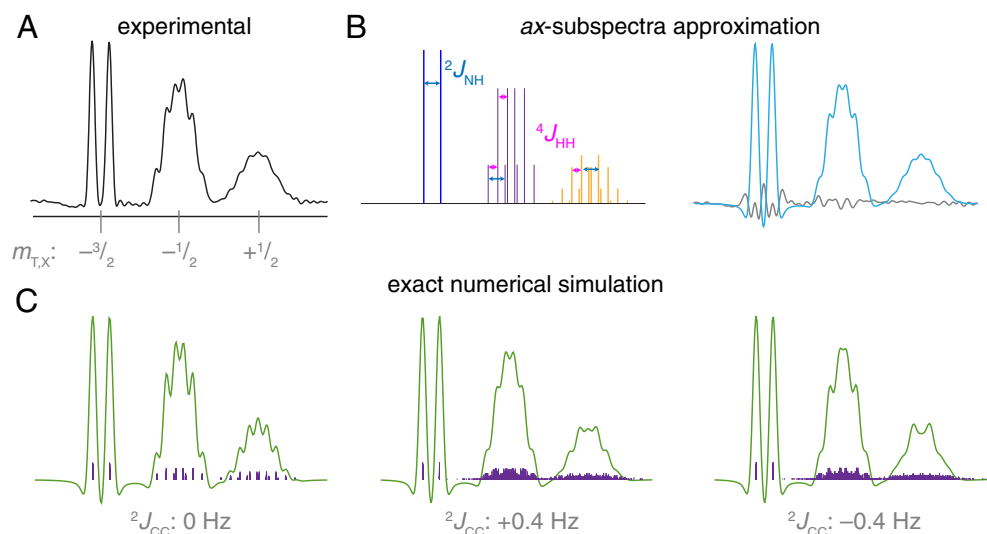 A
experimental
m_T,X: −3/2 −1/2 +1/2
B
ax-subspectra approximation
²J_NH
⁴J_HH
C
exact numerical simulation
²J_CC: 0 Hz
²J_CC: +0.4 Hz
²J_CC: −0.4 Hz